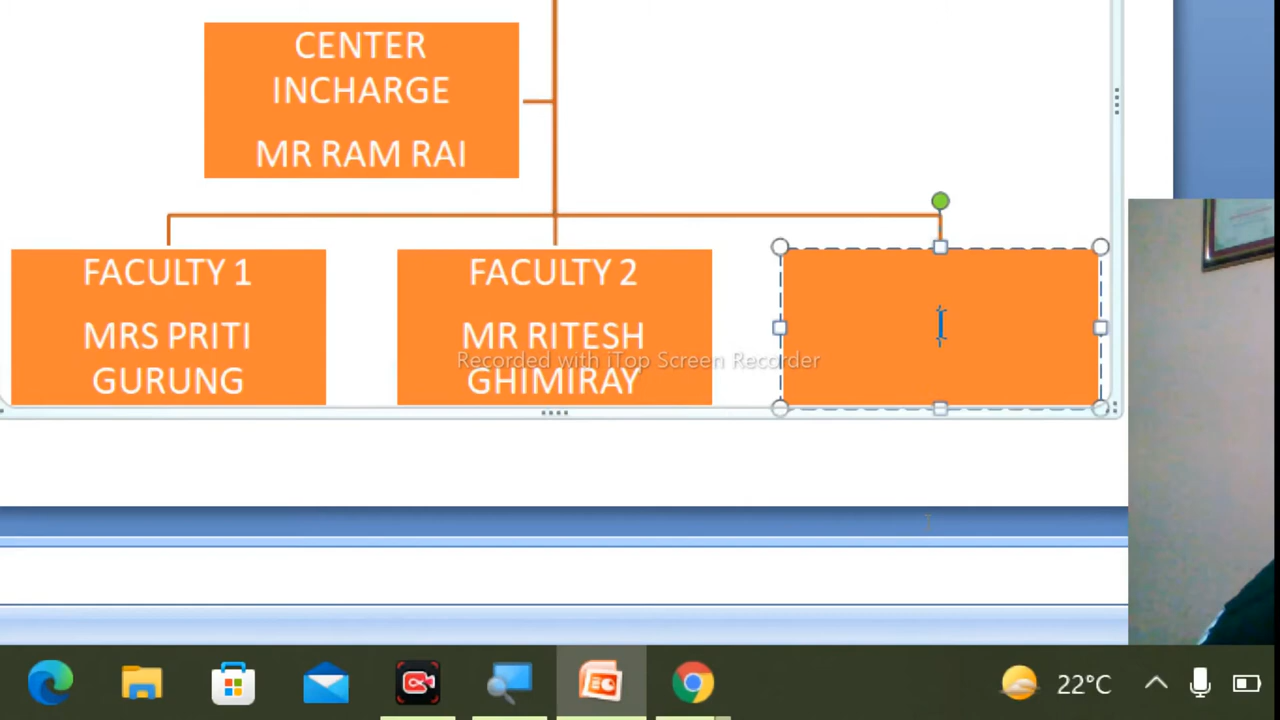 CENTER
INCHARGE
MR RAM RAI
FACULTY 1
MRS PRITI
GURUNG
FACULTY 2
MR RITESH
GHIMIRAY
Recorded with iTop Screen Recorder
22°C